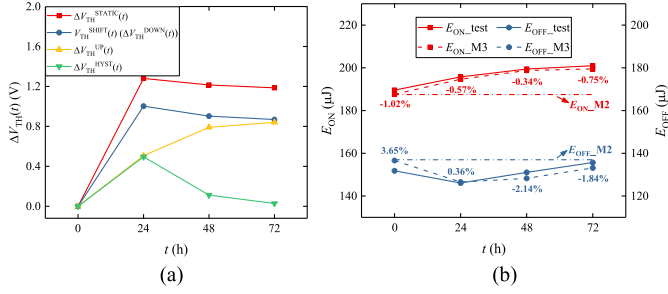 (a)
2.0
1.6
1.2
0.8
0.4
0.0
ΔV_TH(t) (V)
ΔV_TH^STATIC(t)
V_TH^SHIFT(t) (ΔV_TH^DOWN(t))
ΔV_TH^UP(t)
ΔV_TH^HYST(t)
0 24 48 72
t (h)
(a)
(b)
220
200
180
160
140
E_ON (μJ)
E_ON_test E_OFF_test
E_ON_M3 E_OFF_M3
-1.02%
-0.57%
-0.34%
-0.75%
E_ON_M2
E_OFF_M2
3.65%
0.36%
-2.14%
-1.84%
200
180
160
140
120
E_OFF (μJ)
0 24 48 72
t (h)
(b)